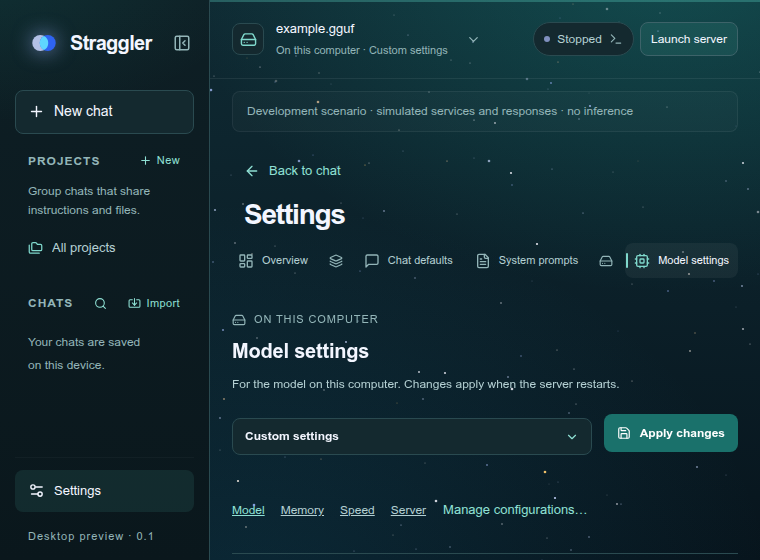 Straggler
New chat
PROJECTS
New
Group chats that share
instructions and files.
All projects
CHATS
Import
Your chats are saved
on this device.
Settings
Desktop preview · 0.1
example.gguf
On this computer · Custom settings
Stopped
Launch server
Development scenario · simulated services and responses · no inference
Back to chat
Settings
Overview
Chat defaults
System prompts
Model settings
ON THIS COMPUTER
Model settings
For the model on this computer. Changes apply when the server restarts.
Custom settings
Apply changes
Model
Memory
Speed
Server
Manage configurations…